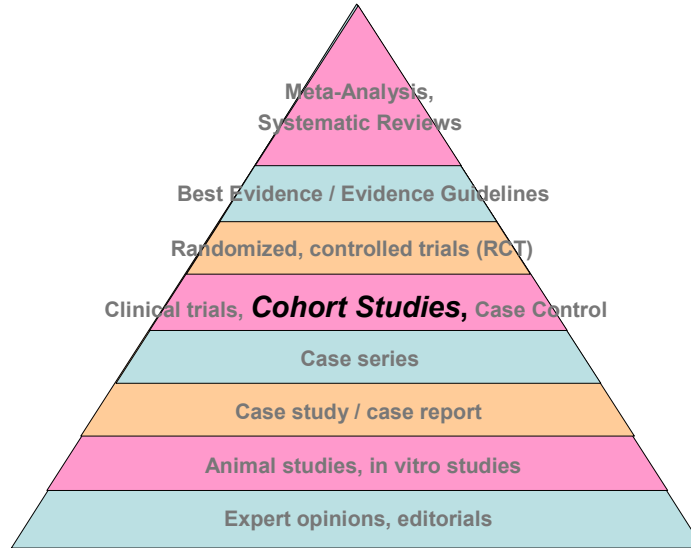 Meta-Analysis,
Systematic Reviews
Best Evidence / Evidence Guidelines
Randomized, controlled trials (RCT)
Clinical trials, Cohort Studies, Case Control
Case series
Case study / case report
Animal studies, in vitro studies
Expert opinions, editorials